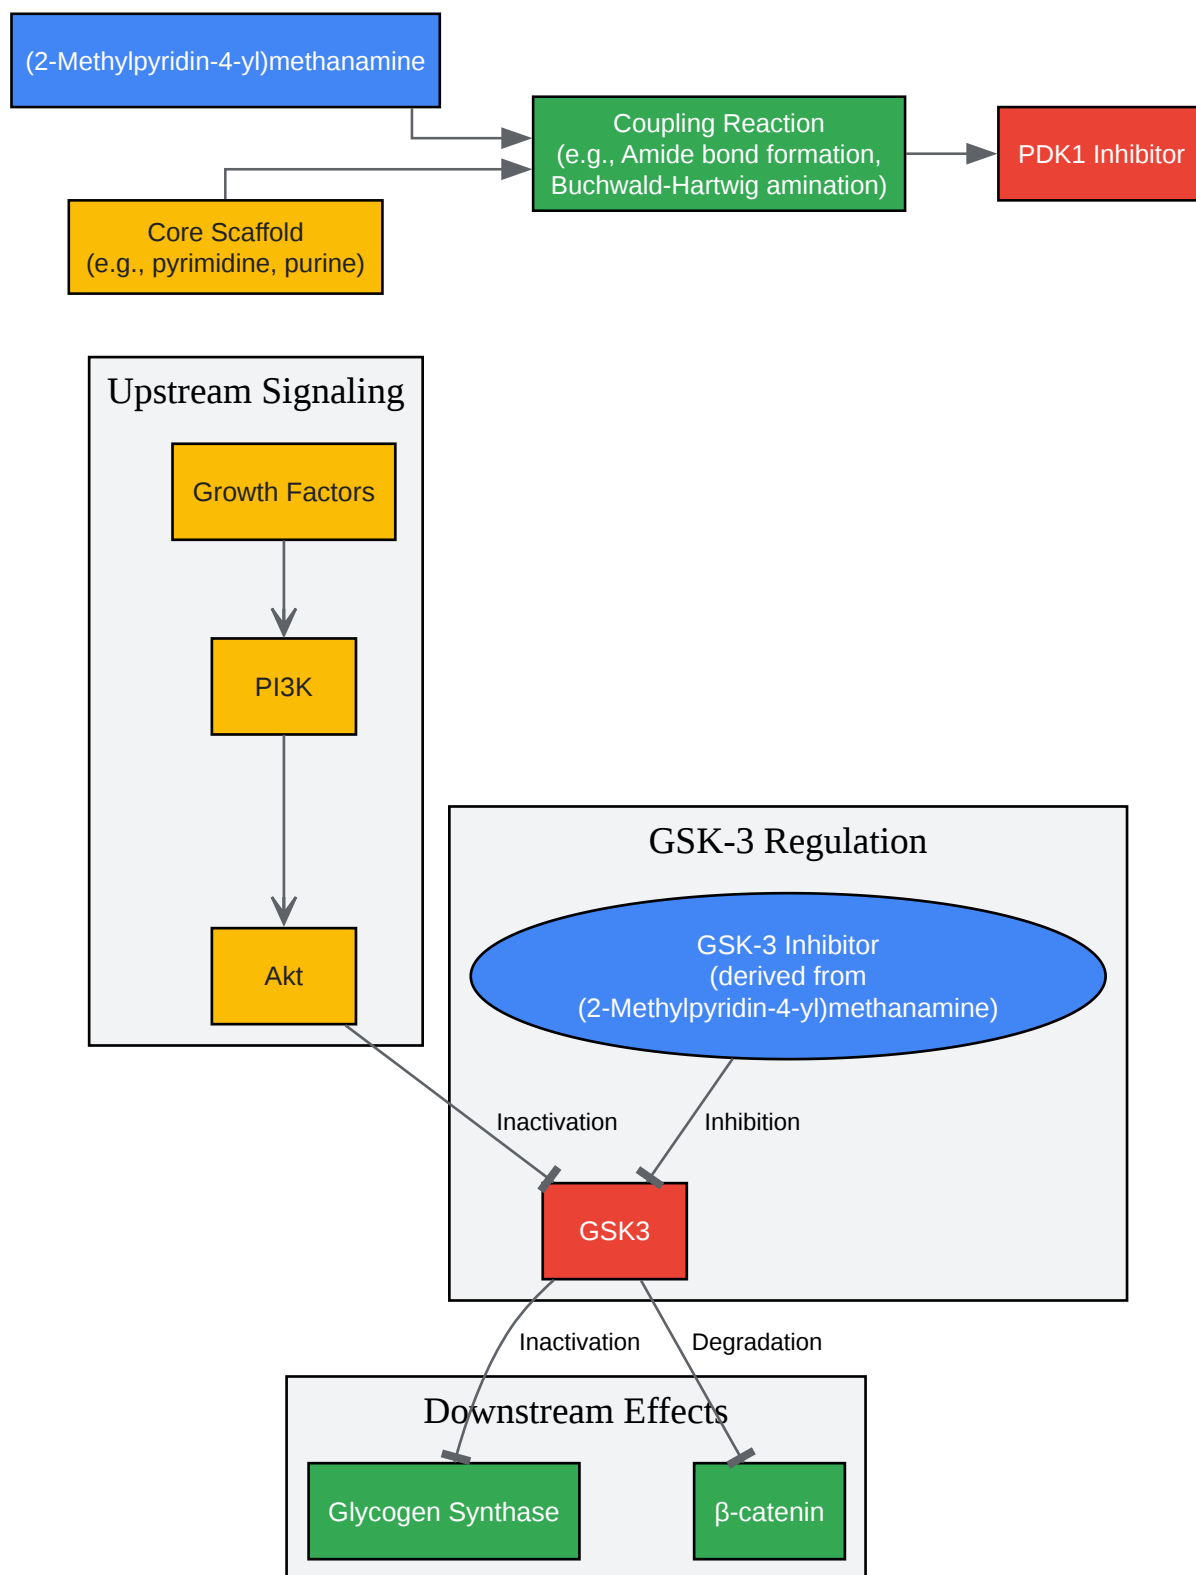 (2-Methylpyridin-4-yl)methanamine
Coupling Reaction
(e.g., Amide bond formation,
Buchwald-Hartwig amination)
PDK1 Inhibitor
Core Scaffold
(e.g., pyrimidine, purine)
Upstream Signaling
Growth Factors
PI3K
Akt
GSK-3 Regulation
GSK-3 Inhibitor
(derived from
(2-Methylpyridin-4-yl)methanamine)
Inactivation
Inhibition
GSK3
Inactivation
Degradation
Downstream Effects
Glycogen Synthase
β-catenin